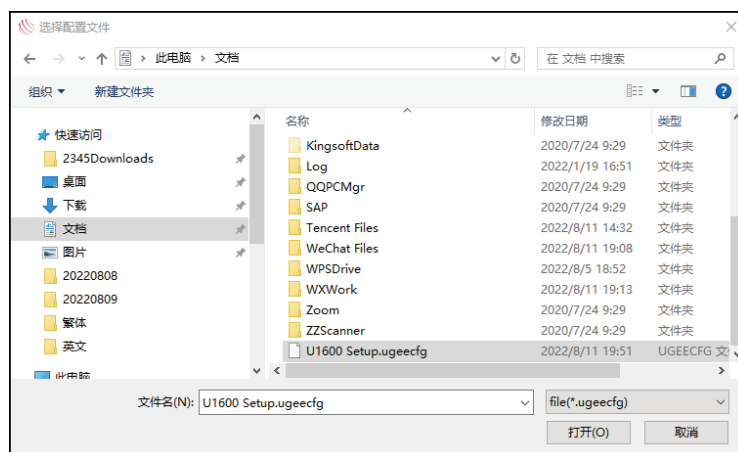 选择配置文件
此电脑 › 文档
在 文档 中搜索
组织 新建文件夹
名称 修改日期 类型
快速访问
2345Downloads
桌面
下载
文档
图片
20220808
20220809
繁体
英文
此电脑
KingsoftData 2020/7/24 9:29 文件夹
Log 2022/1/19 16:51 文件夹
QQPCMgr 2020/7/24 9:29 文件夹
SAP 2020/7/24 9:29 文件夹
Tencent Files 2022/8/11 14:32 文件夹
WeChat Files 2022/8/11 19:08 文件夹
WPSDrive 2022/8/5 18:52 文件夹
WXWork 2022/8/11 19:13 文件夹
Zoom 2020/7/24 9:29 文件夹
ZZScanner 2020/7/24 9:29 文件夹
U1600 Setup.ugeecfg 2022/8/11 19:51 UGEECFG 文
文件名(N): U1600 Setup.ugeecfg file(*.ugeecfg)
打开(O) 取消